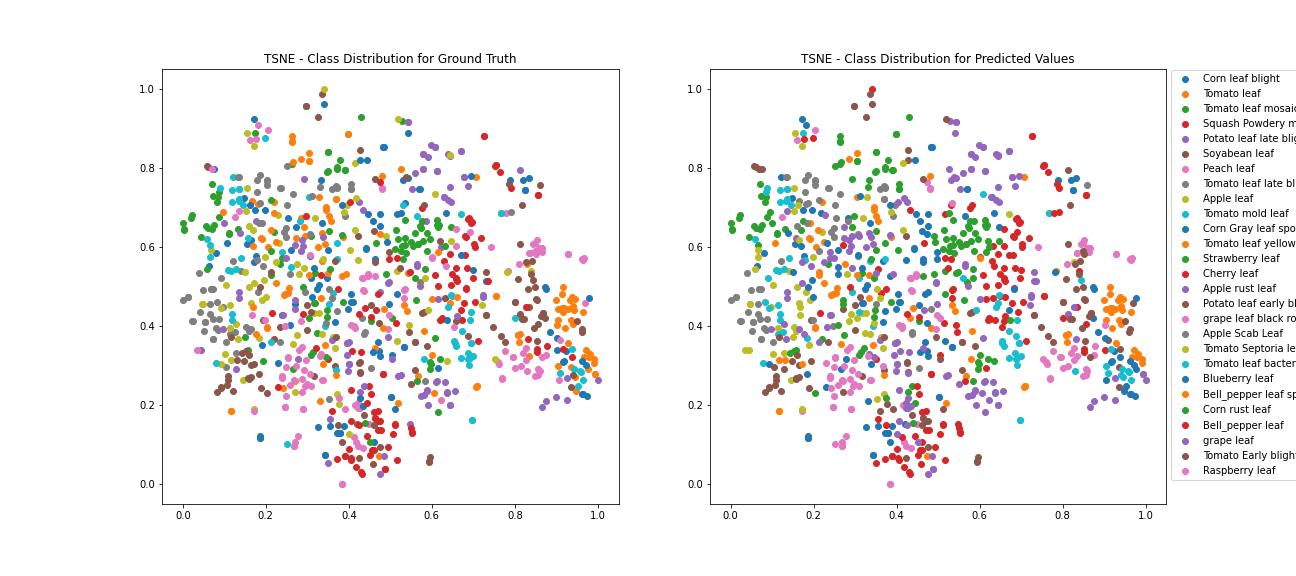 TSNE - Class Distribution for Ground Truth
1.0
0.8
0.6
0.4
0.2
0.0
0.0 0.2 0.4 0.6 0.8 1.0
TSNE - Class Distribution for Predicted Values
1.0
0.8
0.6
0.4
0.2
0.0
0.0 0.2 0.4 0.6 0.8 1.0
Corn leaf blight
Tomato leaf
Tomato leaf mosaic
Squash Powdery m
Potato leaf late blig
Soyabean leaf
Peach leaf
Tomato leaf late bl
Apple leaf
Tomato mold leaf
Corn Gray leaf spo
Tomato leaf yellow
Strawberry leaf
Cherry leaf
Apple rust leaf
Potato leaf early bl
grape leaf black ro
Apple Scab Leaf
Tomato Septoria le
Tomato leaf bacter
Blueberry leaf
Bell_pepper leaf sp
Corn rust leaf
Bell_pepper leaf
grape leaf
Tomato Early blight
Raspberry leaf